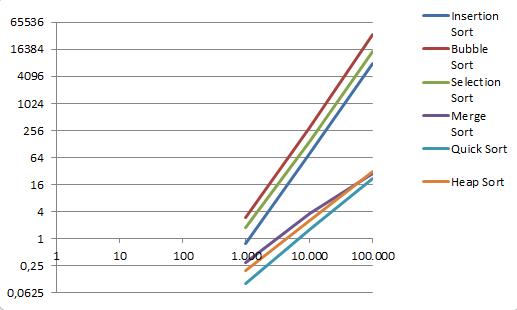 65536
16384
4096
1024
256
64
16
4
1
0,25
0,0625
1
10
100
1.000
10.000
100.000
Insertion
Sort
Bubble
Sort
Selection
Sort
Merge
Sort
Quick Sort
Heap Sort